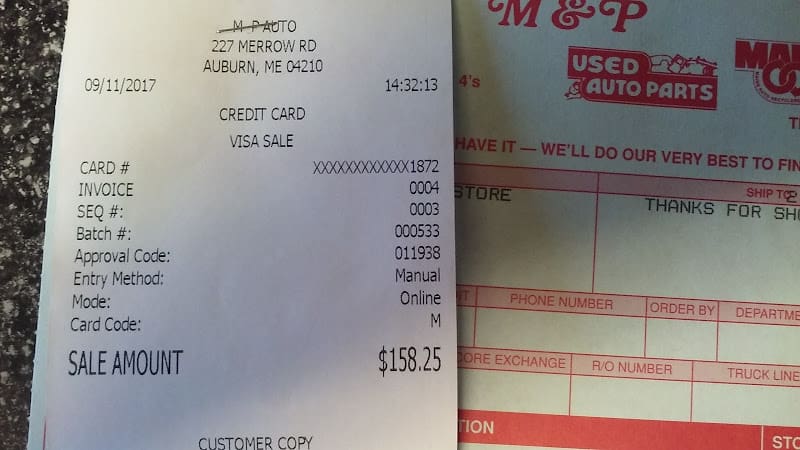 M P AUTO
227 MERROW RD
AUBURN, ME 04210
09/11/2017 14:32:13
CREDIT CARD
VISA SALE
CARD # XXXXXXXXXXXX1872
INVOICE 0004
SEQ #: 0003
Batch #: 000533
Approval Code: 011938
Entry Method: Manual
Mode: Online
Card Code: M
SALE AMOUNT $158.25
CUSTOMER COPY
M & P
USED
AUTO PARTS
4's
HAVE IT — WE'LL DO OUR VERY BEST TO FIN
SHIP TO
STORE
THANKS FOR SH
PHONE NUMBER ORDER BY DEPARTME
CORE EXCHANGE R/O NUMBER TRUCK LINE
TION
STO